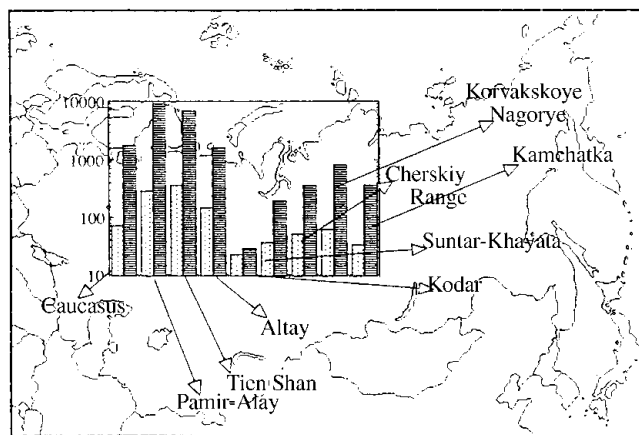 Korvakskoye
Nagorye
10000
Kamchatka
1000
Cherskiy
Range
100
Suntar-Khayata
10
Kodar
Caucasus
Altay
Tien Shan
Pamir-Alay